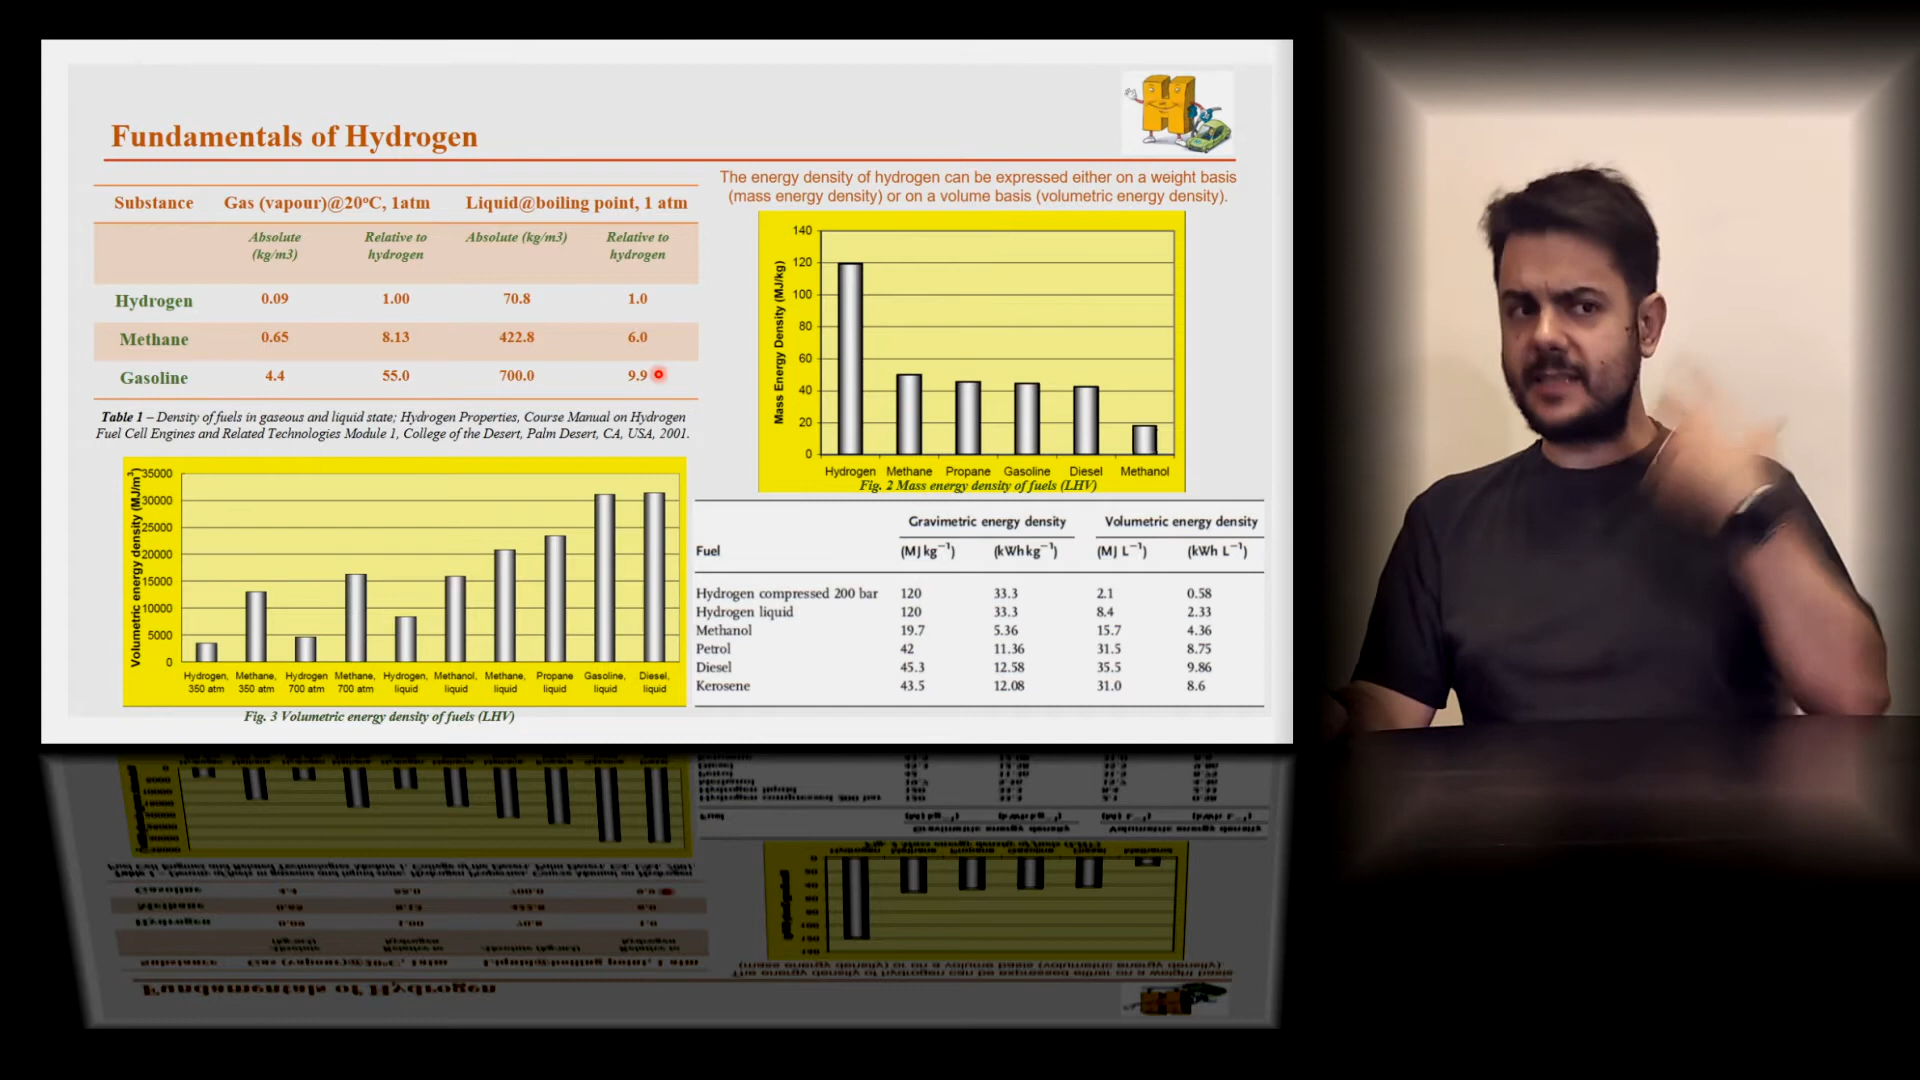 Fundamentals of Hydrogen
Substance Gas (vapour)@20°C, 1atm Liquid@boiling point, 1 atm
Absolute (kg/m3) Relative to hydrogen Absolute (kg/m3) Relative to hydrogen
Hydrogen 0.09 1.00 70.8 1.0
Methane 0.65 8.13 422.8 6.0
Gasoline 4.4 55.0 700.0 9.9
Table 1 – Density of fuels in gaseous and liquid state; Hydrogen Properties, Course Manual on Hydrogen
Fuel Cell Engines and Related Technologies Module 1, College of the Desert, Palm Desert, CA, USA, 2001.
Volumetric energy density (MJ/m³)
35000
30000
25000
20000
15000
10000
5000
0
Hydrogen, 350 atm Methane, 350 atm Hydrogen 700 atm Methane, 700 atm Hydrogen, liquid Methanol, liquid Methane, liquid Propane liquid Gasoline, liquid Diesel, liquid
Fig. 3 Volumetric energy density of fuels (LHV)
The energy density of hydrogen can be expressed either on a weight basis
(mass energy density) or on a volume basis (volumetric energy density).
Mass Energy Density (MJ/kg)
140
120
100
80
60
40
20
0
Hydrogen Methane Propane Gasoline Diesel Methanol
Fig. 2 Mass energy density of fuels (LHV)
Gravimetric energy density Volumetric energy density
Fuel (MJ kg⁻¹) (kWh kg⁻¹) (MJ L⁻¹) (kWh L⁻¹)
Hydrogen compressed 200 bar 120 33.3 2.1 0.58
Hydrogen liquid 120 33.3 8.4 2.33
Methanol 19.7 5.36 15.7 4.36
Petrol 42 11.36 31.5 8.75
Diesel 45.3 12.58 35.5 9.86
Kerosene 43.5 12.08 31.0 8.6